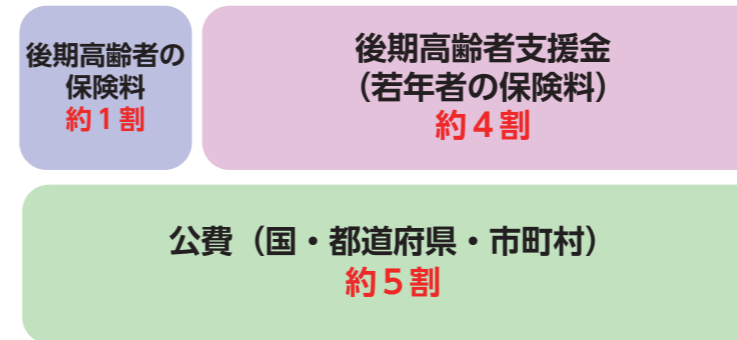 後期高齢者の
保険料
約1割
後期高齢者支援金
（若年者の保険料）
約4割
公費（国・都道府県・市町村）
約5割